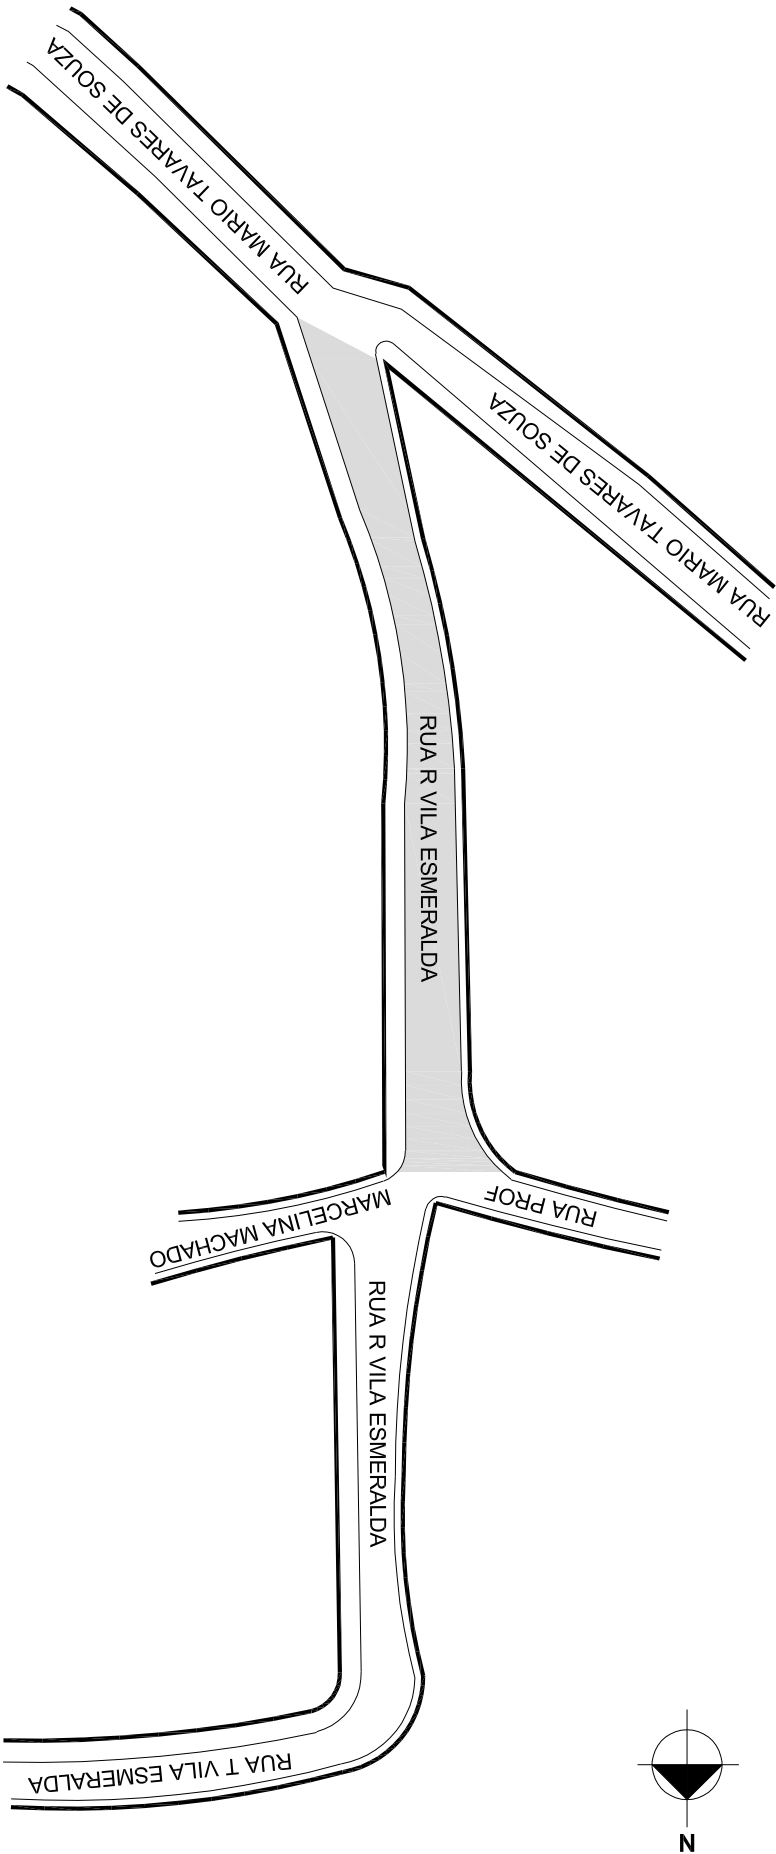 RUA MARIO TAVARES DE SOUZA
RUA MARIO TAVARES DE SOUZA
RUA R VILA ESMERALDA
RUA PROF
MARCELINA MACHADO
RUA R VILA ESMERALDA
RUA T VILA ESMERALDA
N